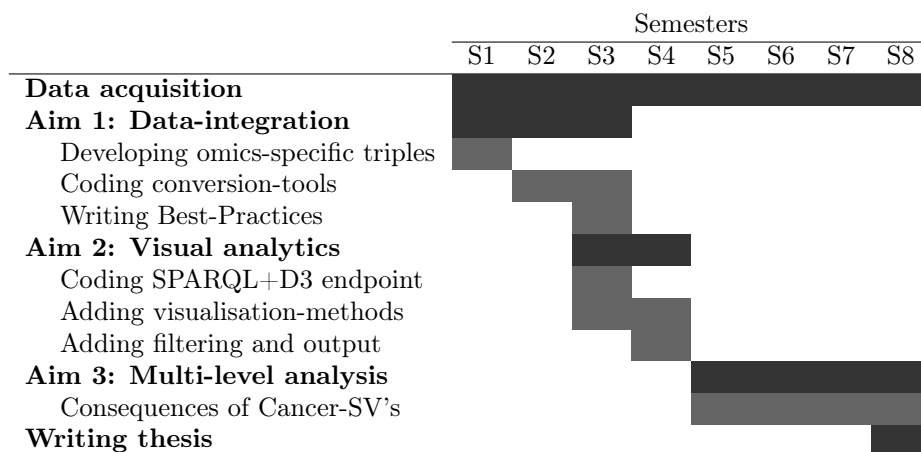 Semesters
S1 S2 S3 S4 S5 S6 S7 S8
Data acquisition
Aim 1: Data-integration
Developing omics-specific triples
Coding conversion-tools
Writing Best-Practices
Aim 2: Visual analytics
Coding SPARQL+D3 endpoint
Adding visualisation-methods
Adding filtering and output
Aim 3: Multi-level analysis
Consequences of Cancer-SV's
Writing thesis